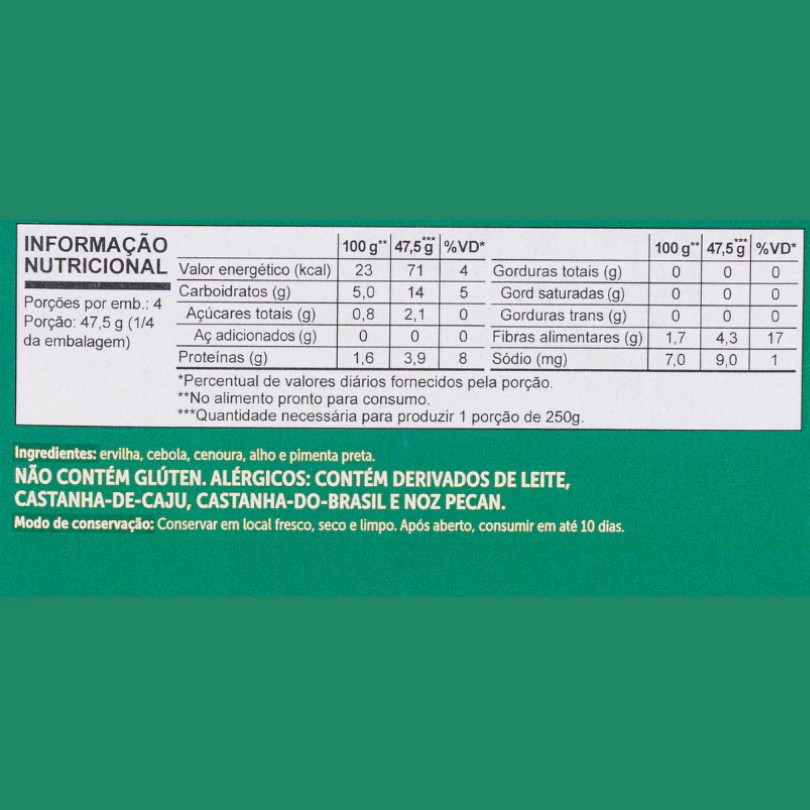 INFORMAÇÃO
NUTRICIONAL
Porções por emb.: 4
Porção: 47,5 g (1/4
da embalagem)
100 g** 47,5 g*** %VD*
Valor energético (kcal) 23 71 4
Carboidratos (g) 5,0 14 5
Açúcares totais (g) 0,8 2,1 0
Aç adicionados (g) 0 0 0
Proteínas (g) 1,6 3,9 8
100 g** 47,5 g*** %VD*
Gorduras totais (g) 0 0 0
Gord saturadas (g) 0 0 0
Gorduras trans (g) 0 0 0
Fibras alimentares (g) 1,7 4,3 17
Sódio (mg) 7,0 9,0 1
*Percentual de valores diários fornecidos pela porção.
**No alimento pronto para consumo.
***Quantidade necessária para produzir 1 porção de 250g.
Ingredientes: ervilha, cebola, cenoura, alho e pimenta preta.
NÃO CONTÉM GLÚTEN. ALÉRGICOS: CONTÉM DERIVADOS DE LEITE,
CASTANHA-DE-CAJU, CASTANHA-DO-BRASIL E NOZ PECAN.
Modo de conservação: Conservar em local fresco, seco e limpo. Após aberto, consumir em até 10 dias.